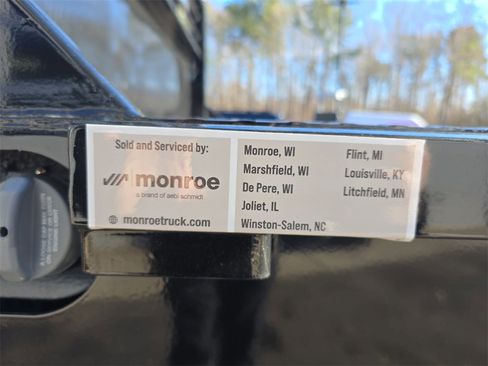 Sold and Serviced by:
monroe
a brand of aebi schmidt
monroetruck.com
Monroe, WI
Marshfield, WI
De Pere, WI
Joliet, IL
Winston-Salem, NC
Flint, MI
Louisville, KY
Litchfield, MN